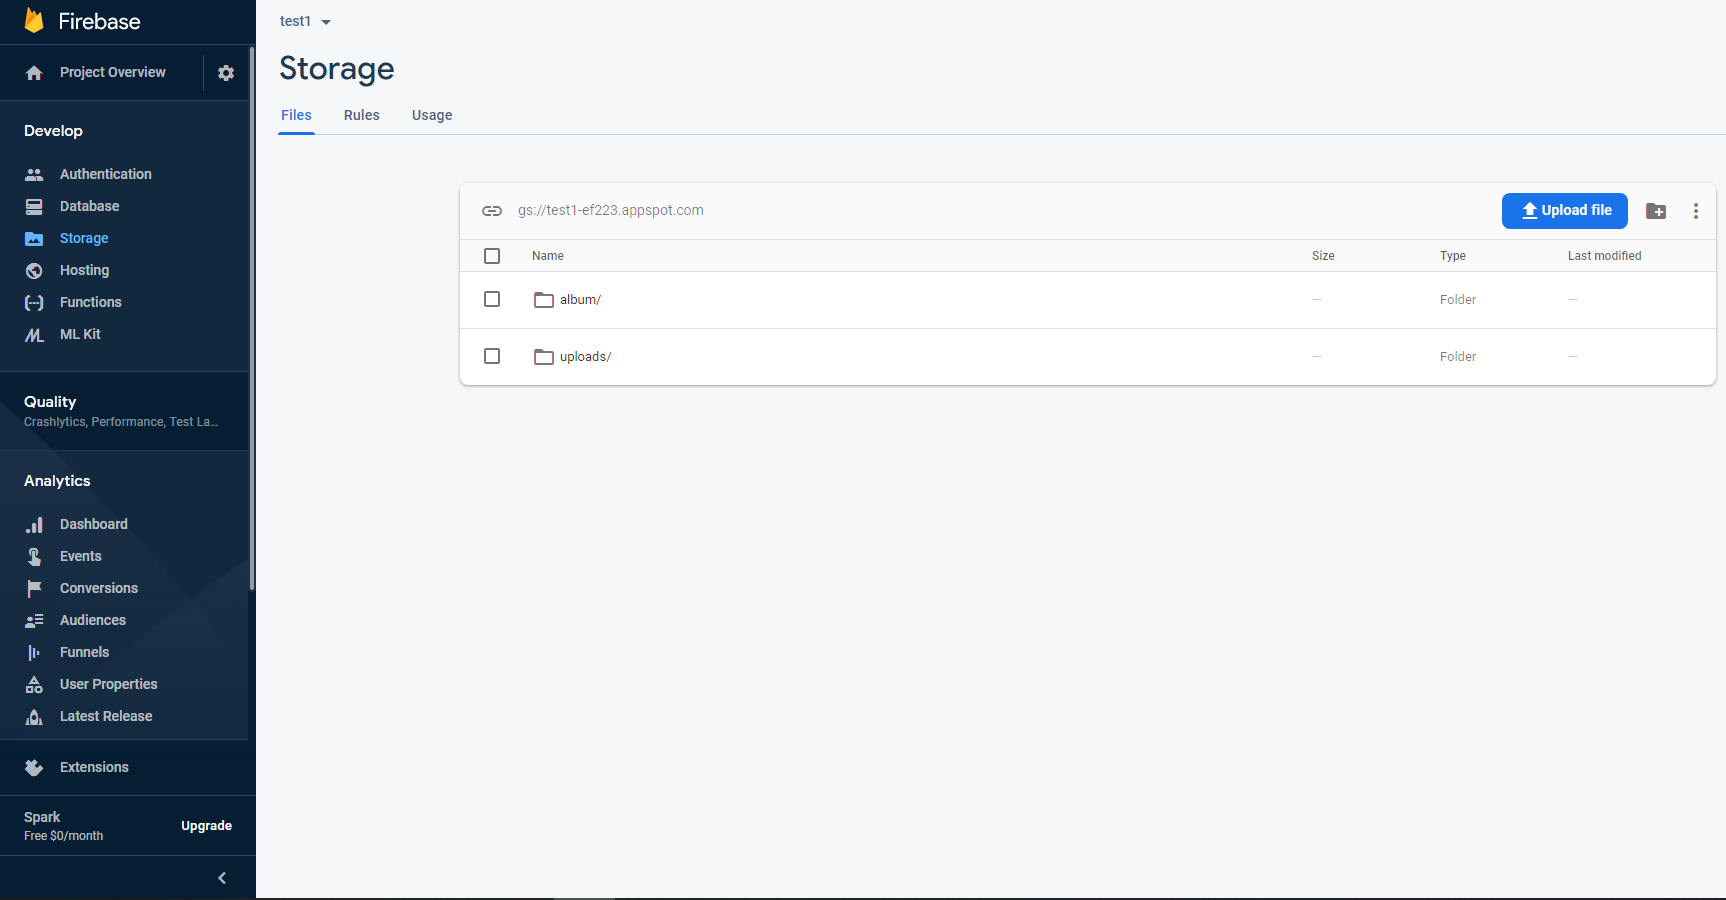 Firebase
Project Overview
Develop
Authentication
Database
Storage
Hosting
Functions
ML Kit
Quality
Crashlytics, Performance, Test La...
Analytics
Dashboard
Events
Conversions
Audiences
Funnels
User Properties
Latest Release
Extensions
Spark
Free $0/month
Upgrade
test1
Storage
Files Rules Usage
gs://test1-ef223.appspot.com
Upload file
Name Size Type Last modified
album/ — Folder —
uploads/ — Folder —